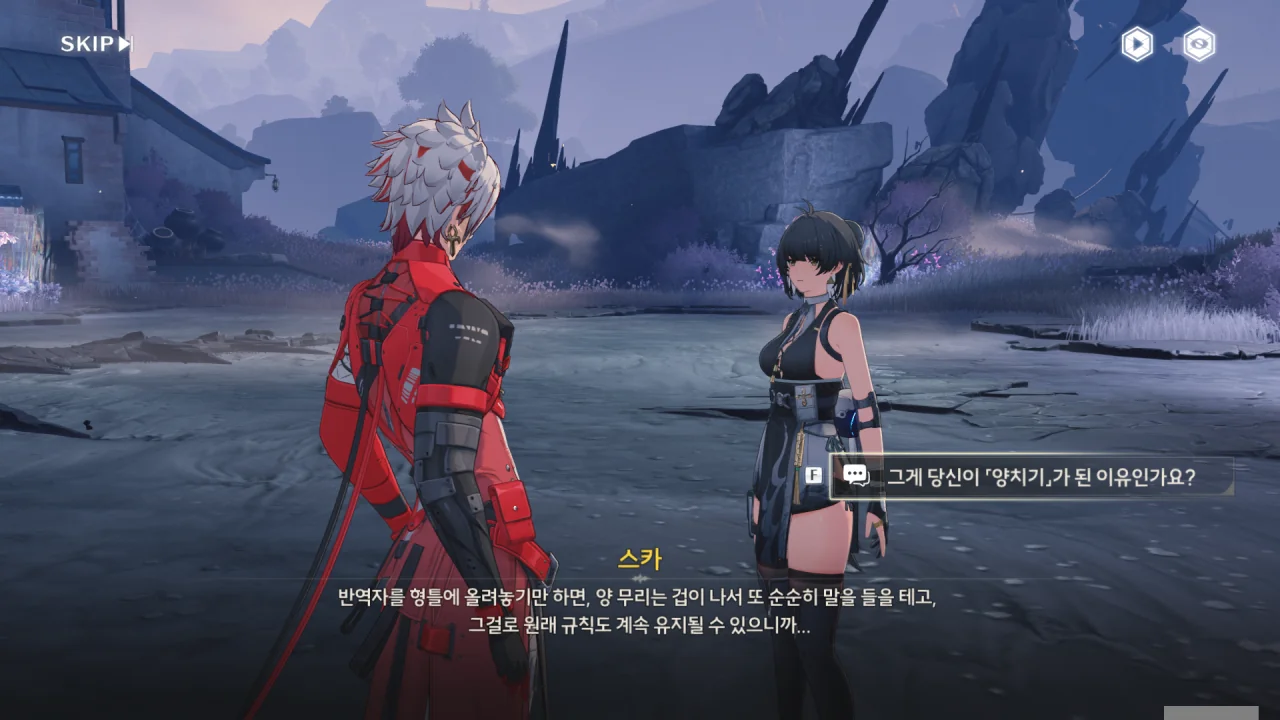 SKIP
F
그게 당신이 「양치기」가 된 이유인가요?
스카
반역자를 형틀에 올려놓기만 하면, 양 무리는 겁이 나서 또 순순히 말을 들을 테고,
그걸로 원래 규칙도 계속 유지될 수 있으니까...